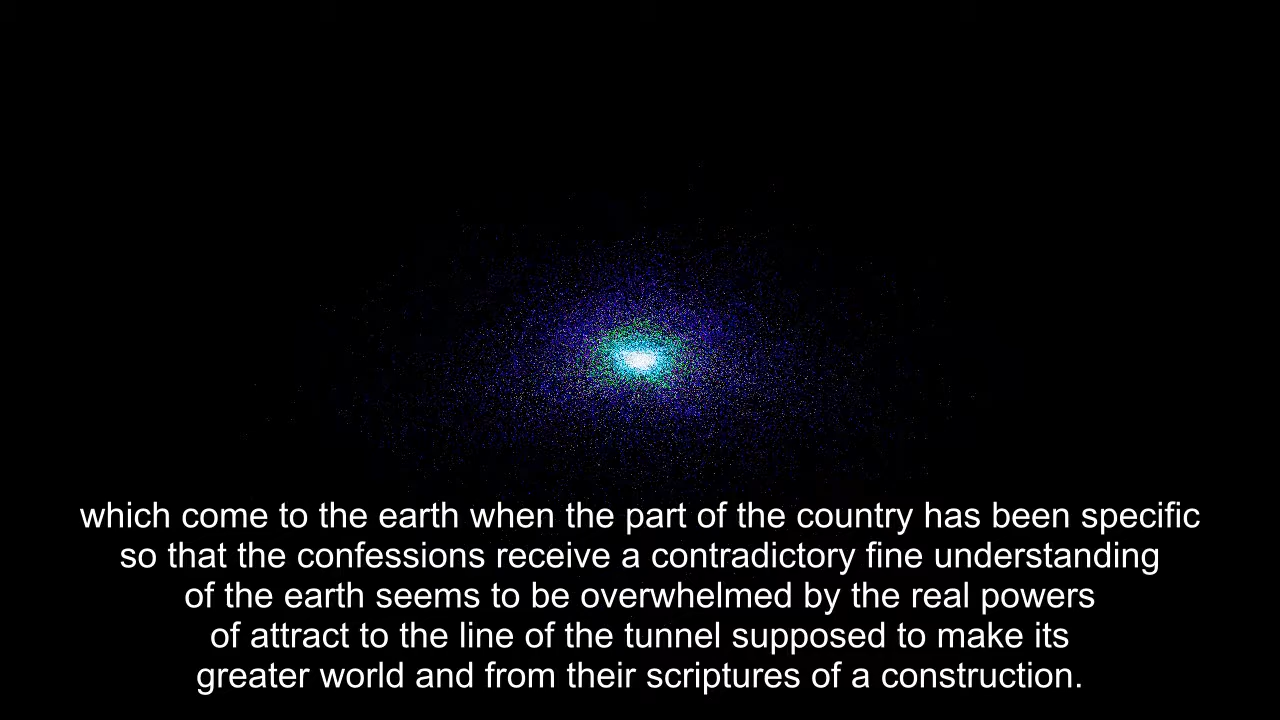 which come to the earth when the part of the country has been specific
so that the confessions receive a contradictory fine understanding
of the earth seems to be overwhelmed by the real powers
of attract to the line of the tunnel supposed to make its
greater world and from their scriptures of a construction.